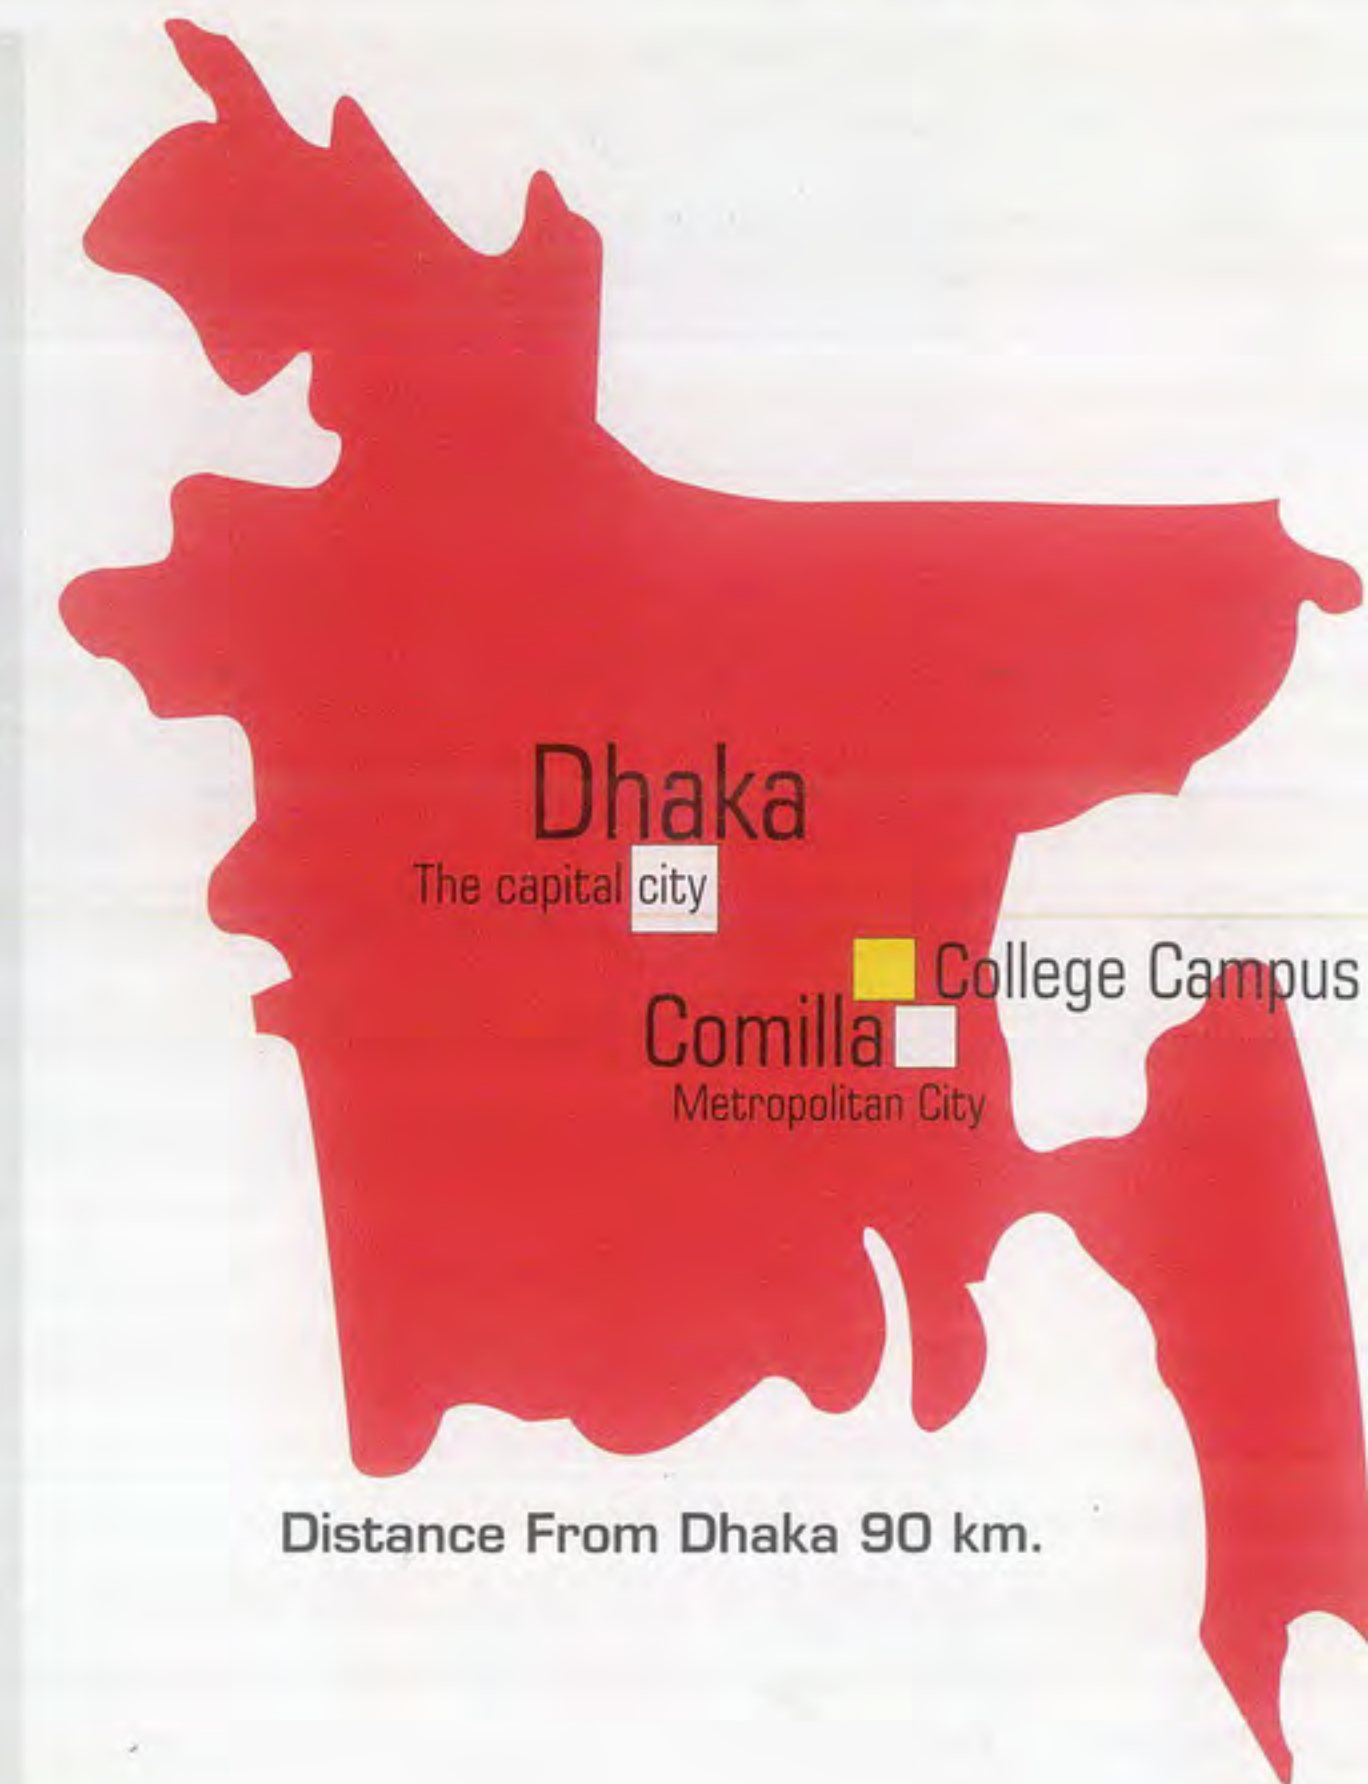 Dhaka
The capital city
College Campus
Comilla
Metropolitan City
Distance From Dhaka 90 km.